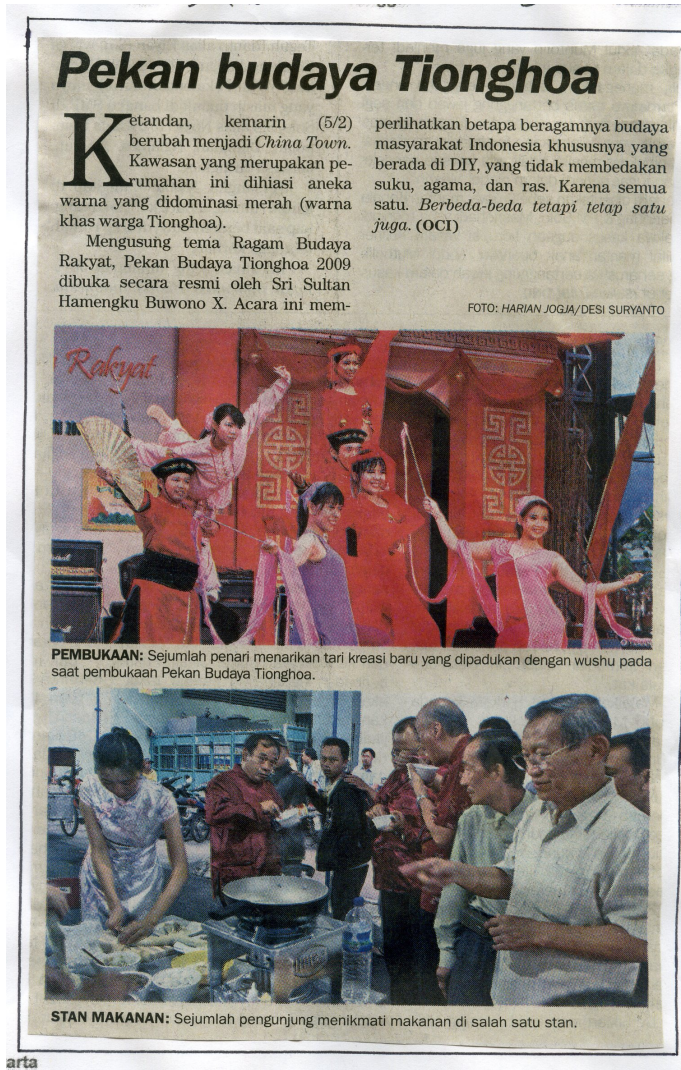 Pekan budaya Tionghoa
Ketandan, kemarin (5/2)
berubah menjadi China Town.
Kawasan yang merupakan pe-
rumahan ini dihiasi aneka
warna yang didominasi merah (warna
khas warga Tionghoa).
Mengusung tema Ragam Budaya
Rakyat, Pekan Budaya Tionghoa 2009
dibuka secara resmi oleh Sri Sultan
Hamengku Buwono X. Acara ini mem-
perlihatkan betapa beragamnya budaya
masyarakat Indonesia khususnya yang
berada di DIY, yang tidak membedakan
suku, agama, dan ras. Karena semua
satu. Berbeda-beda tetapi tetap satu
juga. (OCI)
FOTO: HARIAN JOGJA/DESI SURYANTO
Rakyat
PEMBUKAAN: Sejumlah penari menarikan tari kreasi baru yang dipadukan dengan wushu pada
saat pembukaan Pekan Budaya Tionghoa.
STAN MAKANAN: Sejumlah pengunjung menikmati makanan di salah satu stan.
arta